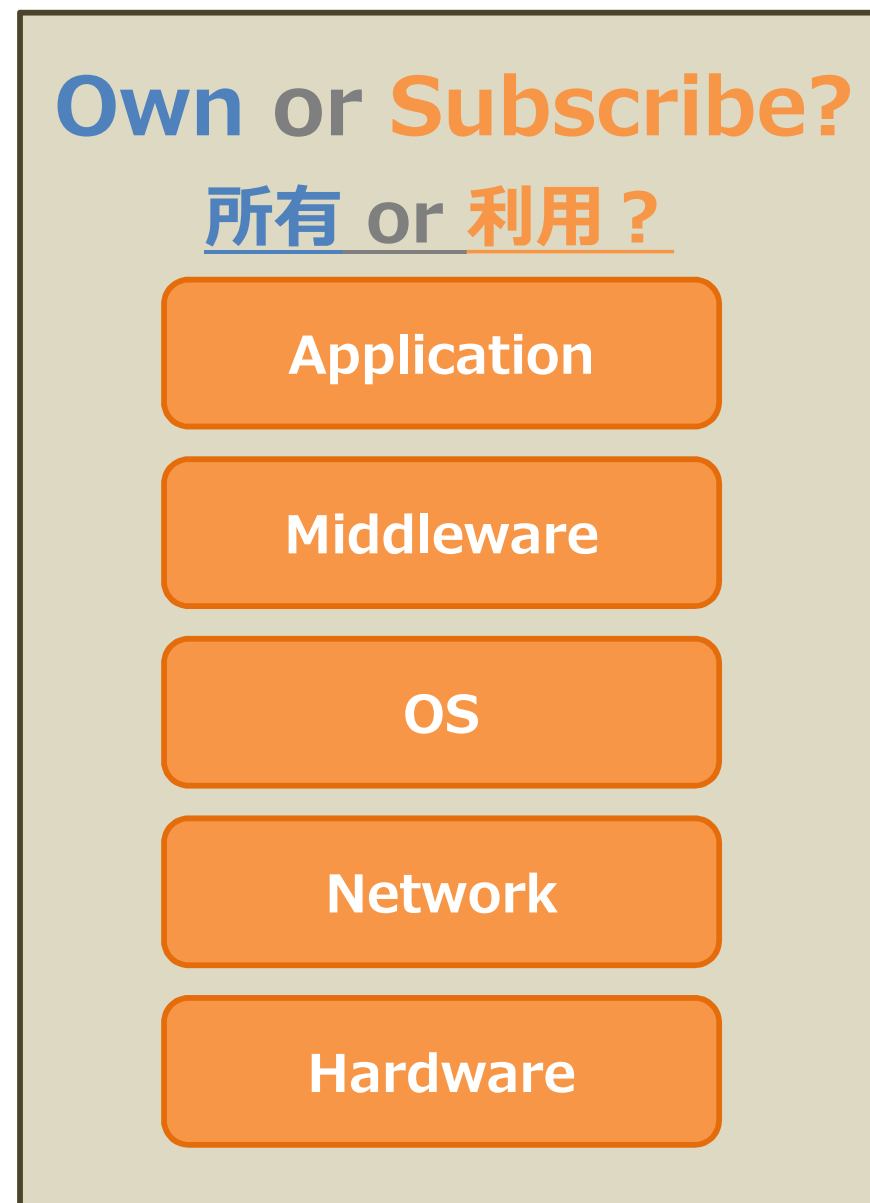 Own or Subscribe?
所有 or 利用？
Application
Middleware
OS
Network
Hardware